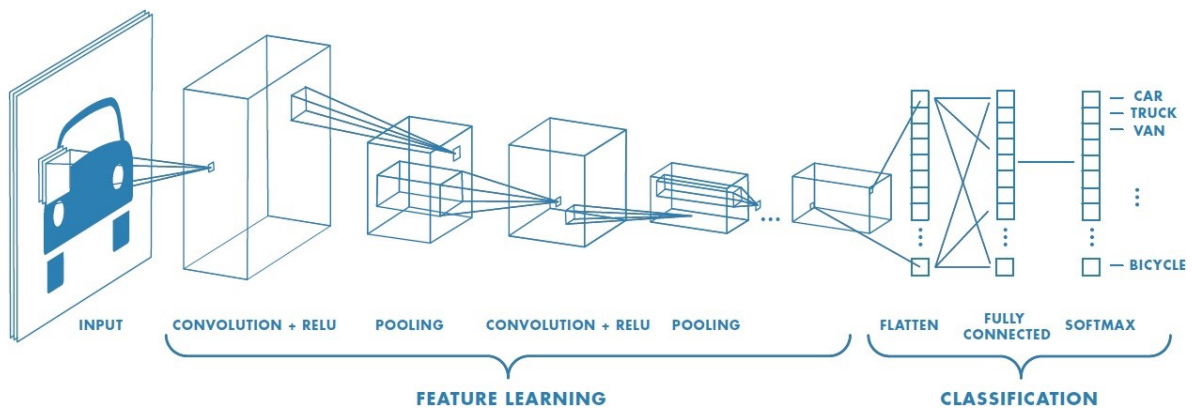 CAR
TRUCK
VAN
BICYCLE
INPUT
CONVOLUTION + RELU
POOLING
CONVOLUTION + RELU
POOLING
FLATTEN
FULLY
CONNECTED
SOFTMAX
FEATURE LEARNING
CLASSIFICATION